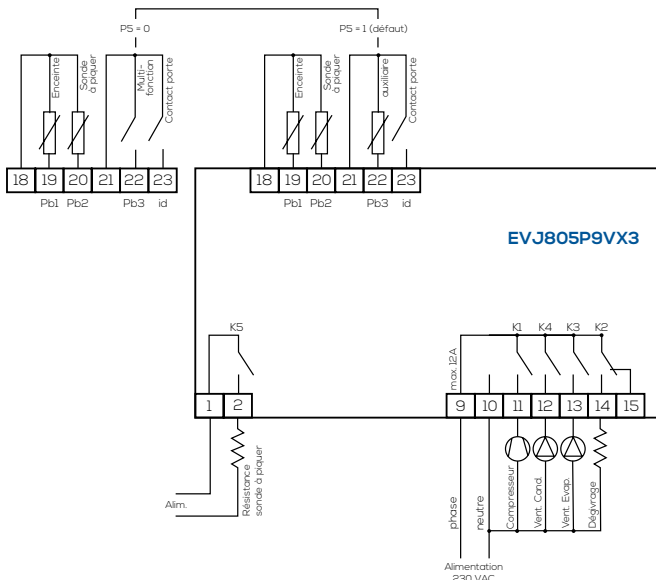 P5 = 0
P5 = 1 (défaut)
Enceinte
Sonde
à piquer
Multi-
fonction
Contact porte
Enceinte
Sonde
à piquer
auxiliaire
Contact porte
18 19 20 21 22 23
18 19 20 21 22 23
Pb1 Pb2 Pb3 id
Pb1 Pb2 Pb3 id
EVJ805P9VX3
K5
K1 K4 K3 K2
max. 12A
1 2
9 10 11 12 13 14 15
Alim.
Résistance
sonde à piquer
phase
neutre
Compresseur
Vent. Cond.
Vent. Evap.
Dégivrage
Alimentation
230 VAC